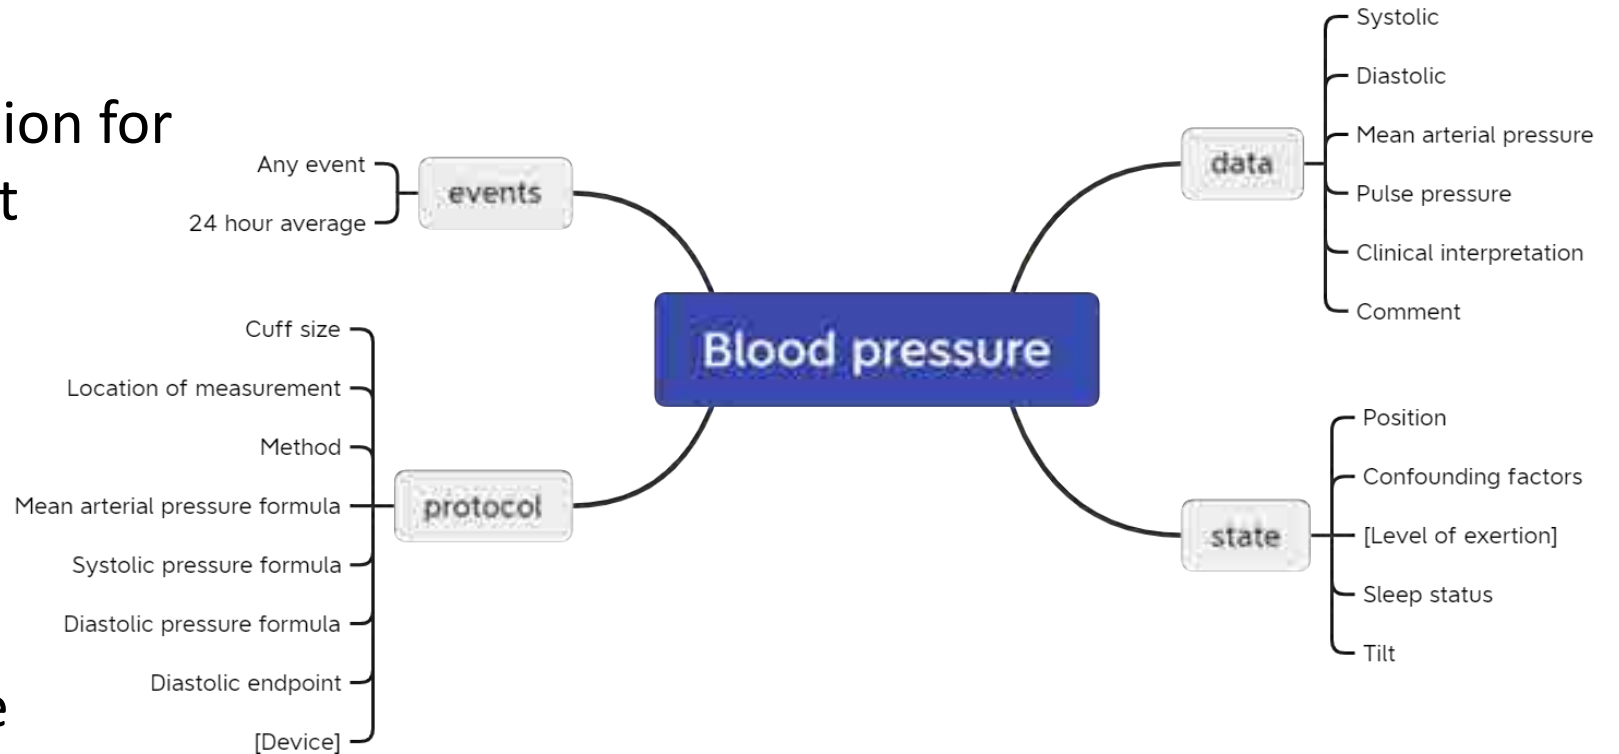 ion for
t
e
Any event
24 hour average
events
Cuff size
Location of measurement
Method
Mean arterial pressure formula
Systolic pressure formula
Diastolic pressure formula
Diastolic endpoint
[Device]
protocol
Blood pressure
data
Systolic
Diastolic
Mean arterial pressure
Pulse pressure
Clinical interpretation
Comment
state
Position
Confounding factors
[Level of exertion]
Sleep status
Tilt